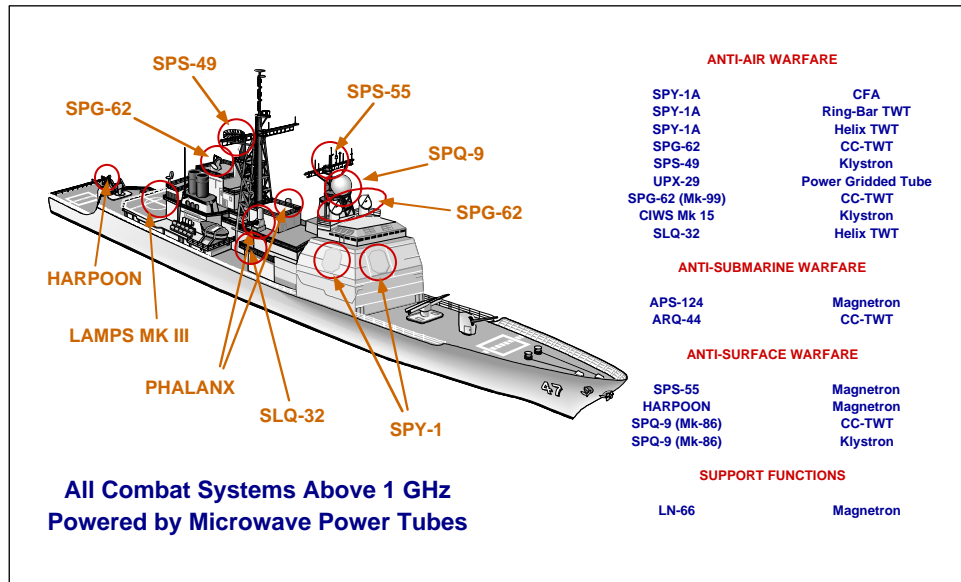 SPS-49
SPS-55
SPG-62
SPQ-9
SPG-62
HARPOON
LAMPS MK III
PHALANX
SLQ-32
SPY-1
47
All Combat Systems Above 1 GHz
Powered by Microwave Power Tubes
ANTI-AIR WARFARE
SPY-1A CFA
SPY-1A Ring-Bar TWT
SPY-1A Helix TWT
SPG-62 CC-TWT
SPS-49 Klystron
UPX-29 Power Gridded Tube
SPG-62 (Mk-99) CC-TWT
CIWS Mk 15 Klystron
SLQ-32 Helix TWT
ANTI-SUBMARINE WARFARE
APS-124 Magnetron
ARQ-44 CC-TWT
ANTI-SURFACE WARFARE
SPS-55 Magnetron
HARPOON Magnetron
SPQ-9 (Mk-86) CC-TWT
SPQ-9 (Mk-86) Klystron
SUPPORT FUNCTIONS
LN-66 Magnetron